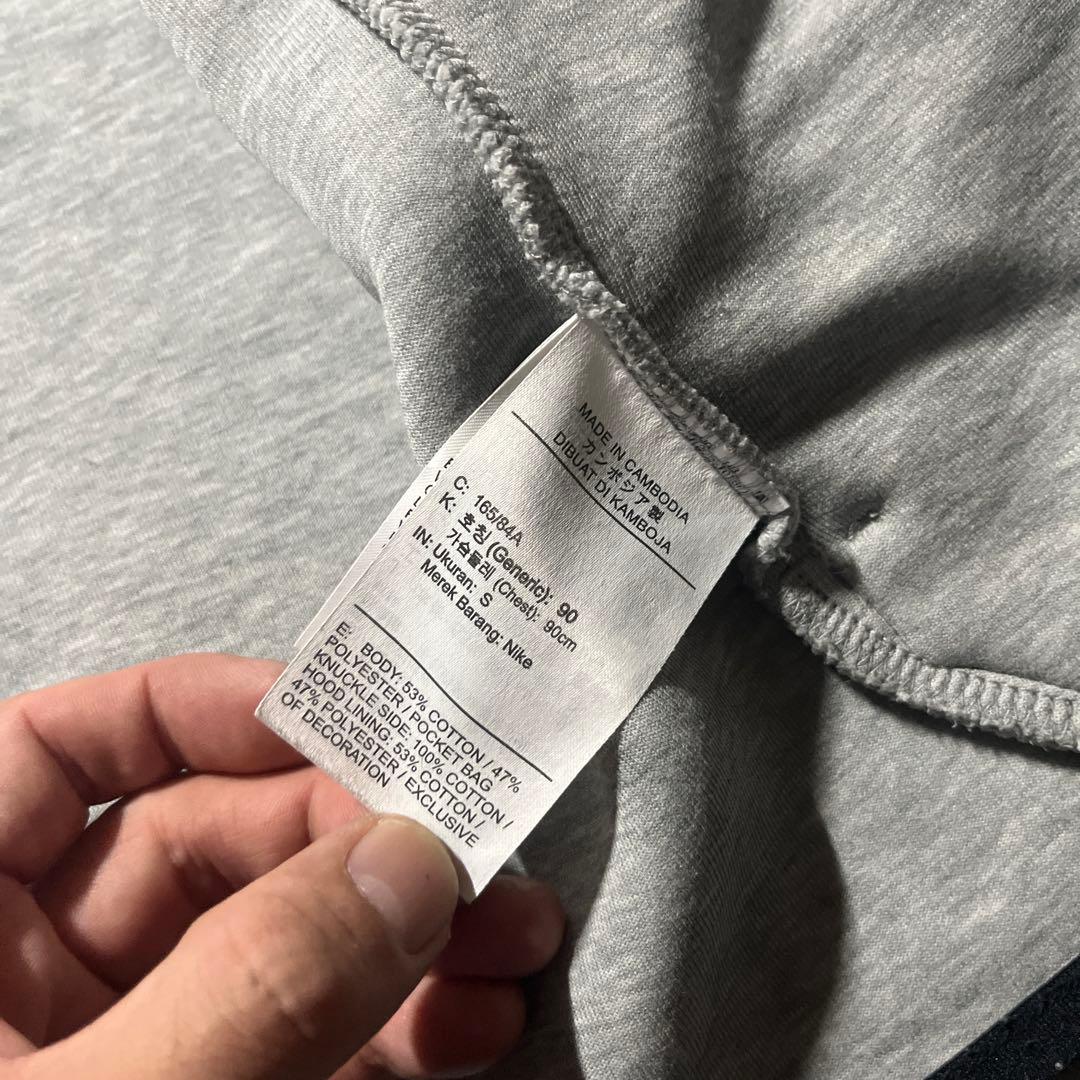 MADE IN CAMBODIA
カンボジア製
DIBUAT DI KAMBOJA
C: 165/84A
K: 호칭 (Generic): 90
가슴둘레 (Chest): 90cm
IN: Ukuran: S
Merek Barang: Nike
E: BODY: 53% COTTON / 47%
POLYESTER / POCKET BAG
KNUCKLE SIDE: 100% COTTON /
HOOD LINING: 53% COTTON /
47% POLYESTER / EXCLUSIVE
OF DECORATION